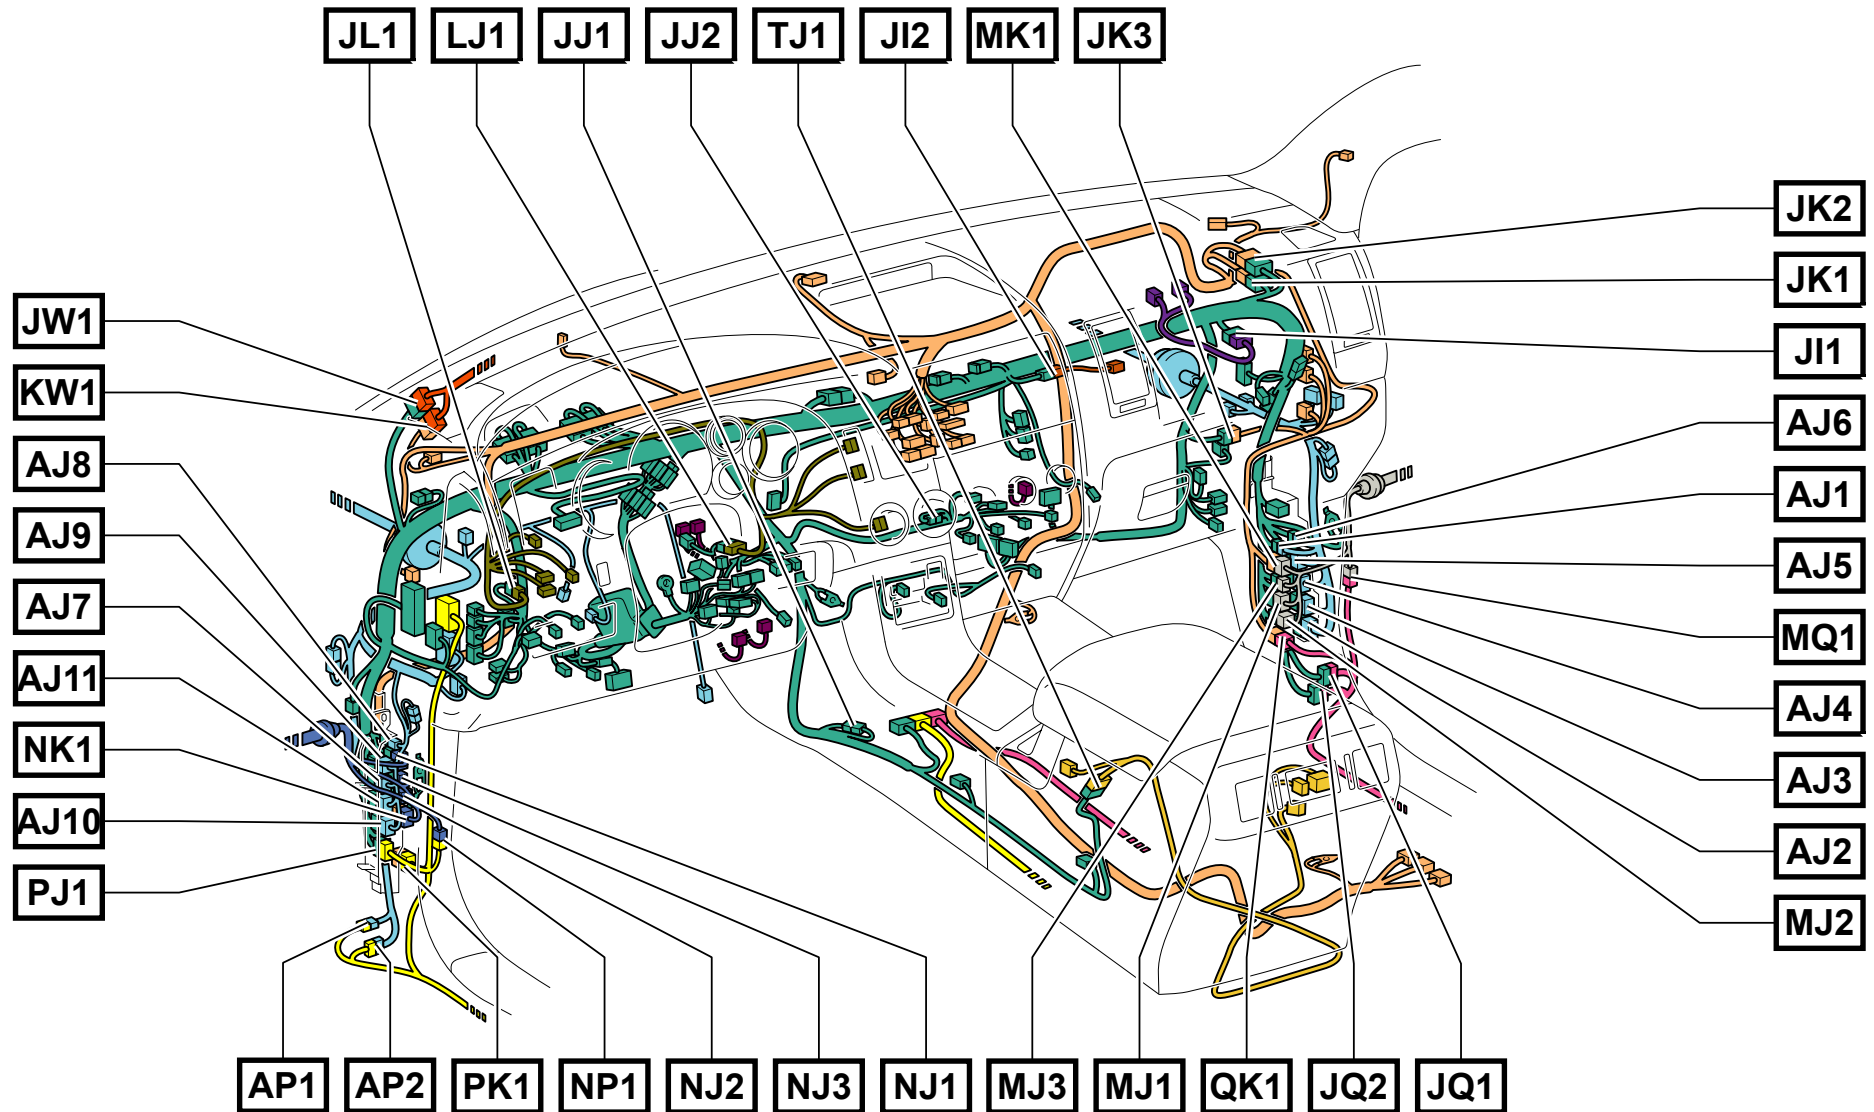 JL1 LJ1 JJ1 JJ2 TJ1 JI2 MK1 JK3
JK2
JK1
JI1
AJ6
AJ1
AJ5
MQ1
AJ4
AJ3
AJ2
MJ2
JW1
KW1
AJ8
AJ9
AJ7
AJ11
NK1
AJ10
PJ1
AP1 AP2 PK1 NP1 NJ2 NJ3 NJ1 MJ3 MJ1 QK1 JQ2 JQ1